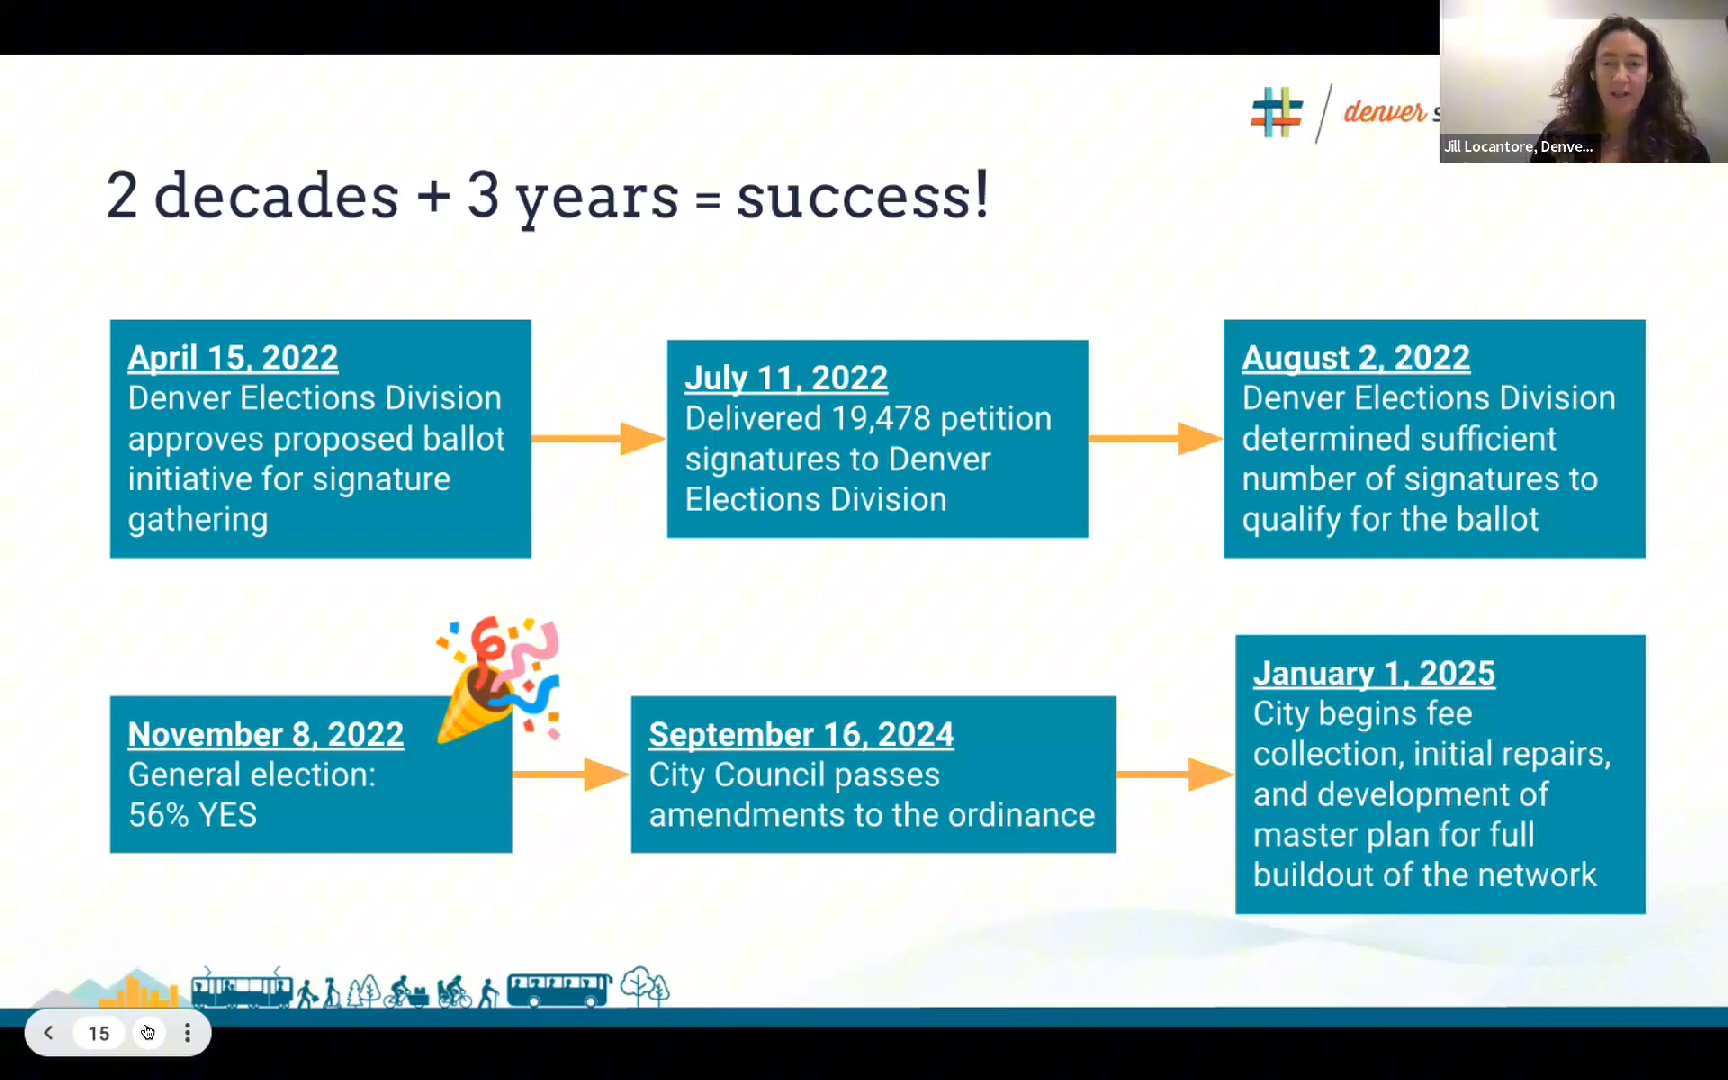 denver
Jill Locantore, Denve...
2 decades + 3 years = success!
April 15, 2022
Denver Elections Division
approves proposed ballot
initiative for signature
gathering
July 11, 2022
Delivered 19,478 petition
signatures to Denver
Elections Division
August 2, 2022
Denver Elections Division
determined sufficient
number of signatures to
qualify for the ballot
November 8, 2022
General election:
56% YES
September 16, 2024
City Council passes
amendments to the ordinance
January 1, 2025
City begins fee
collection, initial repairs,
and development of
master plan for full
buildout of the network
15